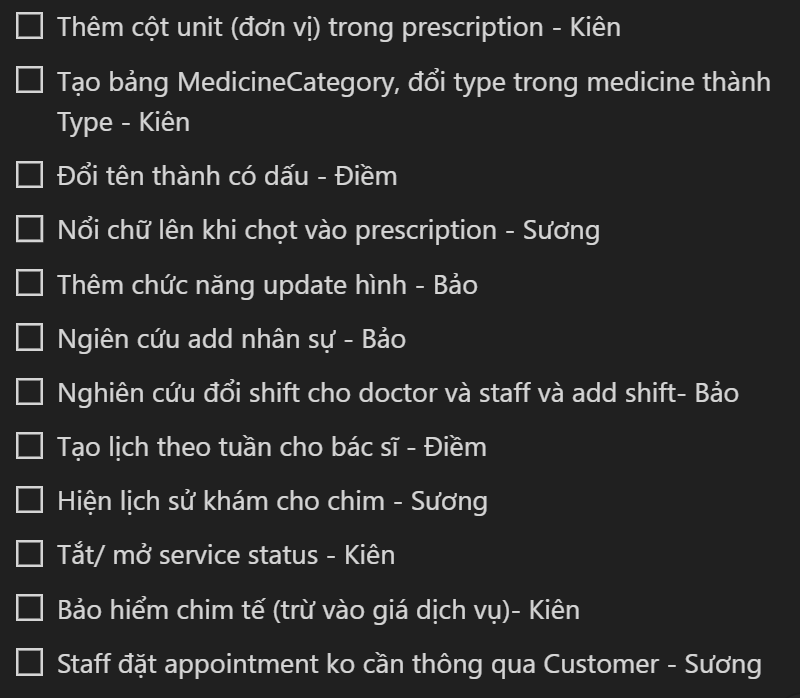 Thêm cột unit (đơn vị) trong prescription - Kiên
Tạo bảng MedicineCategory, đổi type trong medicine thành
Type - Kiên
Đổi tên thành có dấu - Điềm
Nổi chữ lên khi chọt vào prescription - Sương
Thêm chức năng update hình - Bảo
Ngiên cứu add nhân sự - Bảo
Nghiên cứu đổi shift cho doctor và staff và add shift- Bảo
Tạo lịch theo tuần cho bác sĩ - Điềm
Hiện lịch sử khám cho chim - Sương
Tắt/ mở service status - Kiên
Bảo hiểm chim tế (trừ vào giá dịch vụ)- Kiên
Staff đặt appointment ko cần thông qua Customer - Sương